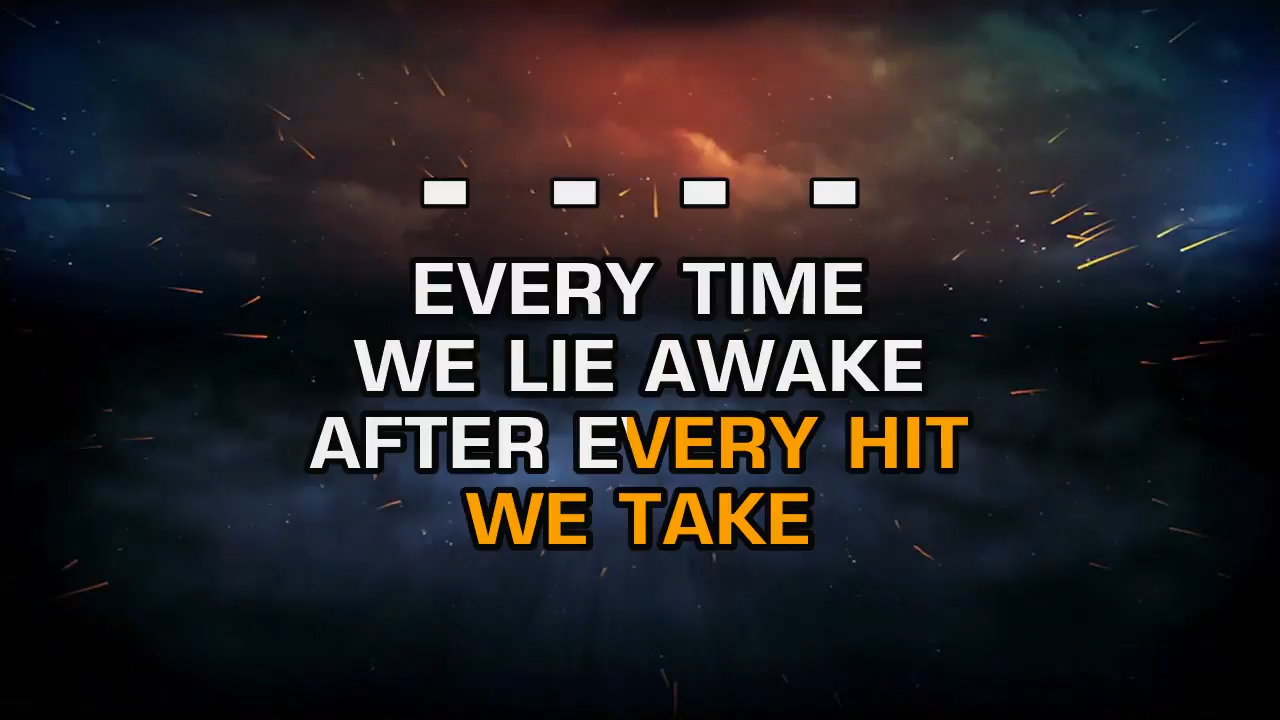 - - - -
EVERY TIME
WE LIE AWAKE
AFTER EVERY HIT
WE TAKE